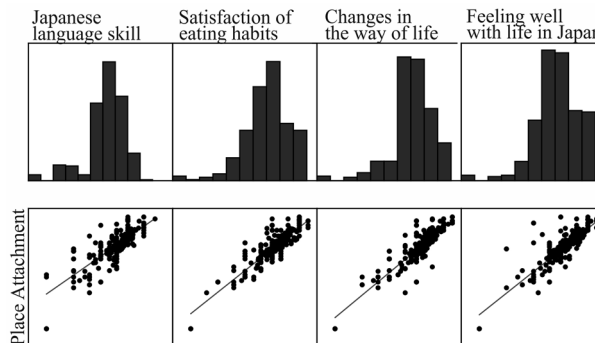 Japanese
language skill
Satisfaction of
eating habits
Changes in
the way of life
Feeling well
with life in Japan
Place Attachment